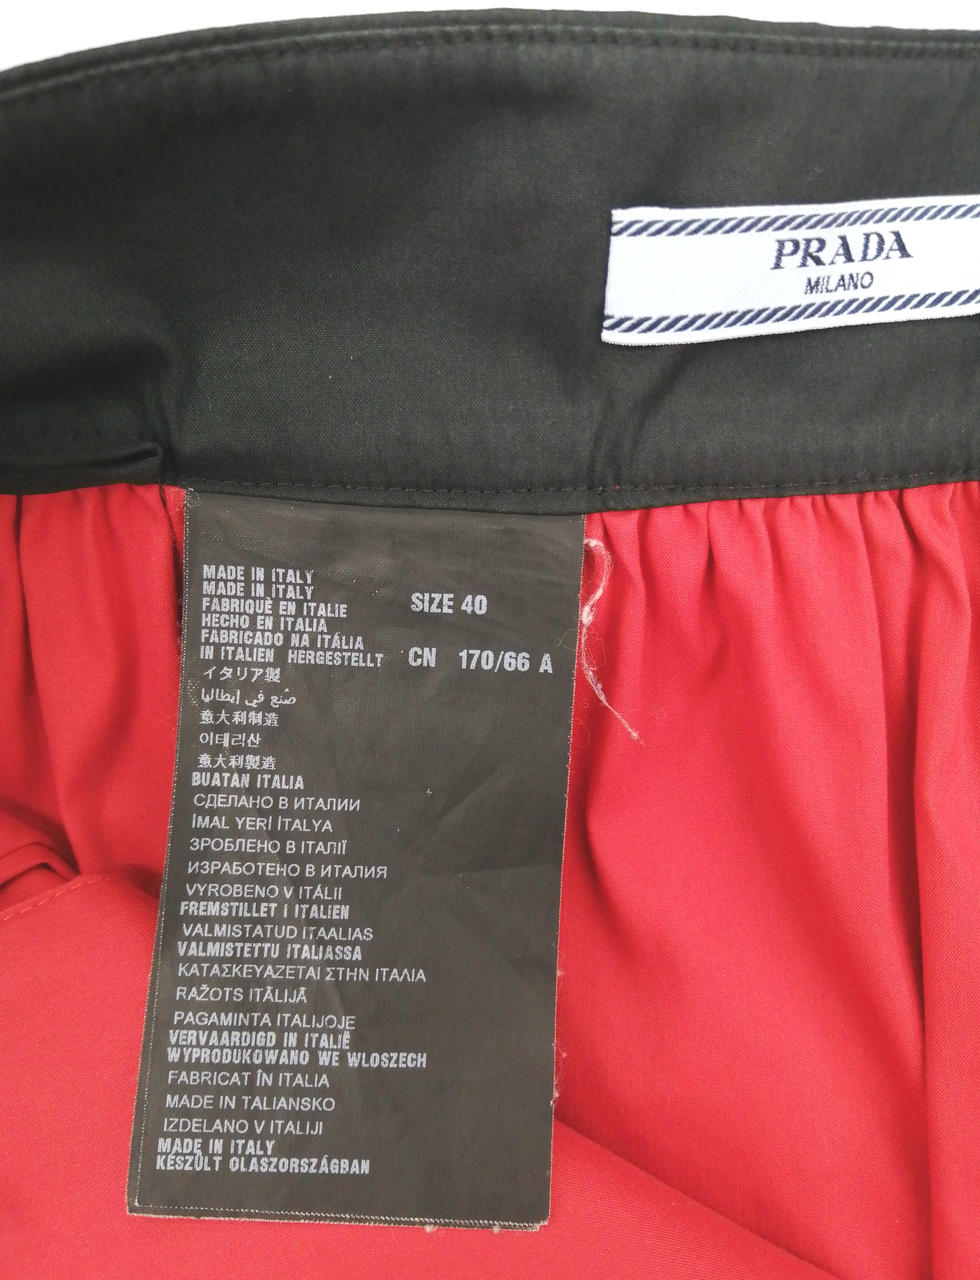 PRADA
MILANO
MADE IN ITALY
MADE IN ITALY
FABRIQUÈ EN ITALIE
HECHO EN ITALIA
FABRICADO NA ITÁLIA
IN ITALIEN HERGESTELLT
SIZE 40
CN 170/66 A
イタリア製
صُنع في إيطاليا
意大利制造
이테리산
意大利製造
BUATAN ITALIA
СДЕЛАНО В ИТАЛИИ
İMAL YERİ İTALYA
ЗРОБЛЕНО В ІТАЛІЇ
ИЗРАБОТЕНО В ИТАЛИЯ
VYROBENO V ITÁLII
FREMSTILLET I ITALIEN
VALMISTATUD ITAALIAS
VALMISTETTU ITALIASSA
ΚΑΤΑΣΚΕΥΑΖΕΤΑΙ ΣΤΗΝ ΙΤΑΛΙΑ
RAŽOTS ITĀLIJĀ
PAGAMINTA ITALIJOJE
VERVAARDIGD IN ITALIË
WYPRODUKOWANO WE WLOSZECH
FABRICAT ÎN ITALIA
MADE IN TALIANSKO
IZDELANO V ITALIJI
MADE IN ITALY
KÉSZÜLT OLASZORSZÁGBAN